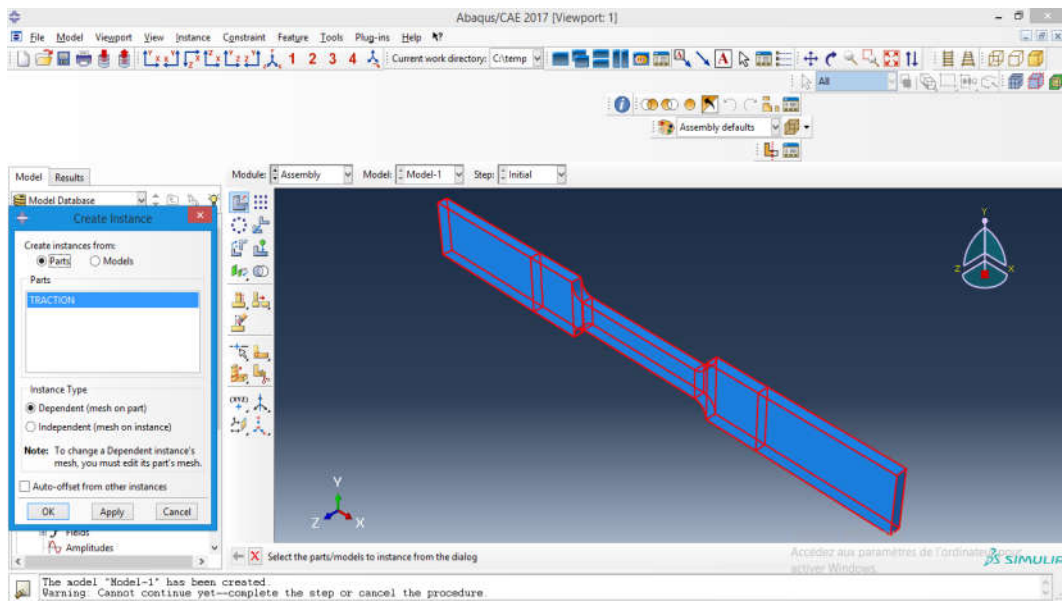 Abaqus/CAE 2017 [Viewport: 1]
File Model Viewport View Instance Constraint Feature Tools Plug-ins Help
1 2 3 4 Current work directory: C:\temp
All
Assembly defaults
Model Results
Module: Assembly Model: Model-1 Step: Initial
Model Database
Create Instance
Create instances from:
Parts Models
Parts
TRACTION
Instance Type
Dependent (mesh on part)
Independent (mesh on instance)
Note: To change a Dependent instance's
mesh, you must edit its part's mesh.
Auto-offset from other instances
OK Apply Cancel
Fields
Amplitudes
Y
Z X
Y
Z X
Select the parts/models to instance from the dialog
Accédez aux paramètres de l'ordinateur pour
activer Windows.
SIMULIA
The model "Model-1" has been created.
Warning: Cannot continue yet--complete the step or cancel the procedure.